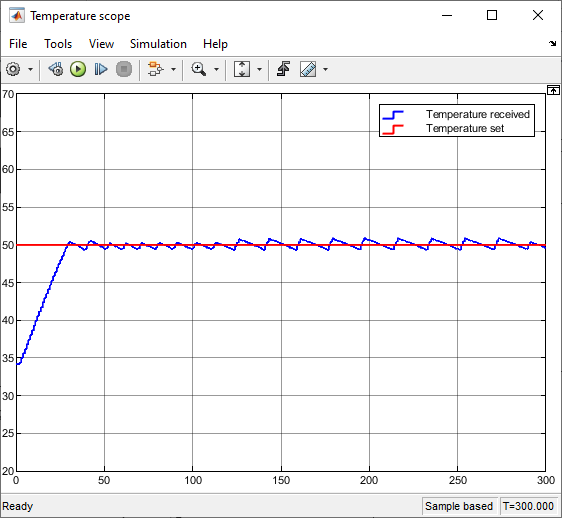 Temperature scope
File Tools View Simulation Help
70
65
60
55
50
45
40
35
30
25
20
Temperature received
Temperature set
0 50 100 150 200 250 300
Ready Sample based T=300.000